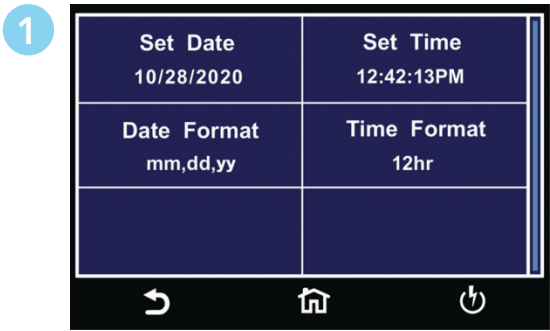 1
Set Date
10/28/2020
Set Time
12:42:13PM
Date Format
mm,dd,yy
Time Format
12hr